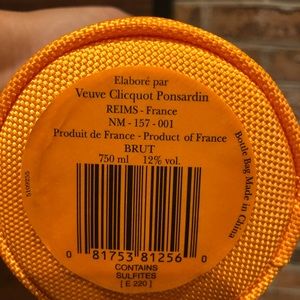 Elaboré par
Veuve Clicquot Ponsardin
REIMS - France
NM - 157 - 001
Produit de France - Product of France
BRUT
750 ml 12% vol.
0 81753 81256 0
CONTAINS
SULFITES
[ E 220 ]
Bottle Bag Made in China